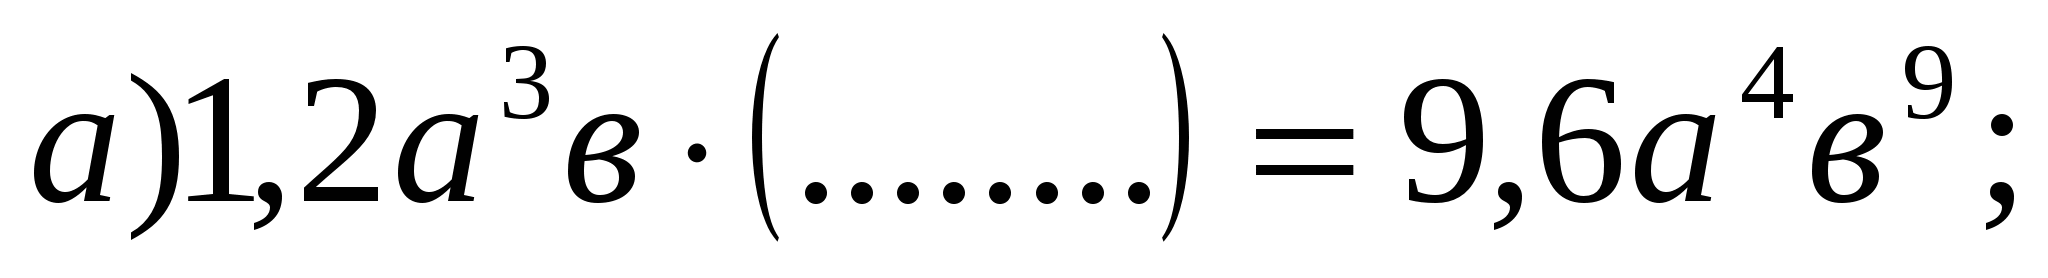 а)1,2а³в · (........) = 9,6а⁴в⁹;